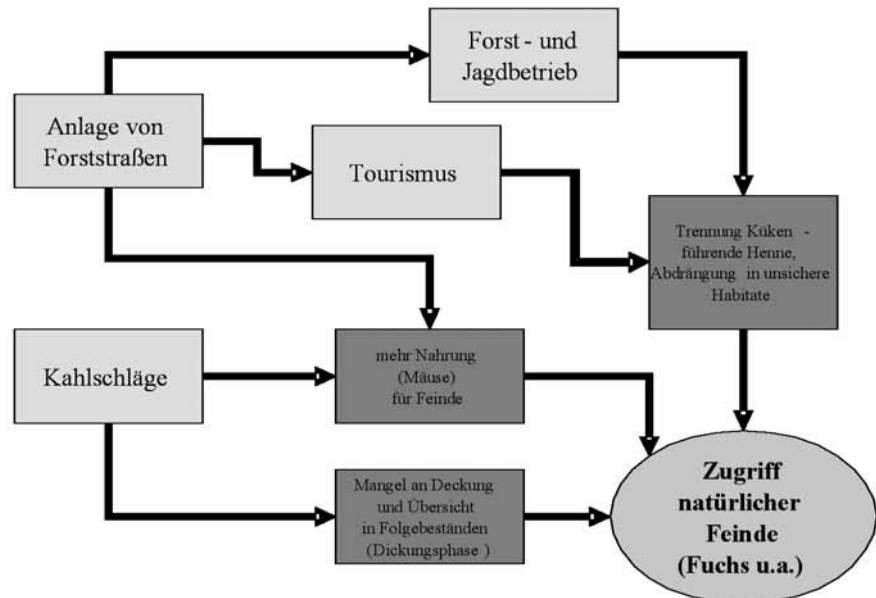 Forst - und
Jagdbetrieb
Anlage von
Forststraßen
Tourismus
Trennung Küken -
führende Henne,
Abdrängung in unsichere
Habitate
Kahlschläge
mehr Nahrung
(Mäuse)
für Feinde
Mangel an Deckung
und Übersicht
in Folgebeständen
(Dickungsphase )
Zugriff
natürlicher
Feinde
(Fuchs u.a.)